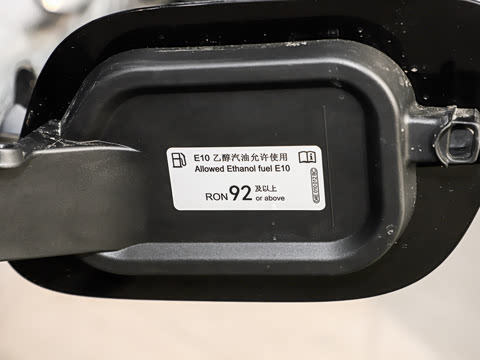 E10 乙醇汽油允许使用
Allowed Ethanol fuel E10
RON 92 及以上
or above